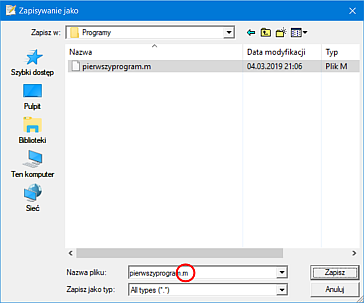 Zapisywanie jako
Zapisz w: Programy
Nazwa Data modyfikacji Typ
pierwszyprogram.m 04.03.2019 21:06 Plik M
Szybki dostęp
Pulpit
Biblioteki
Ten komputer
Sieć
Nazwa pliku: pierwszyprogram.m Zapisz
Zapisz jako typ: All types (*.*) Anuluj